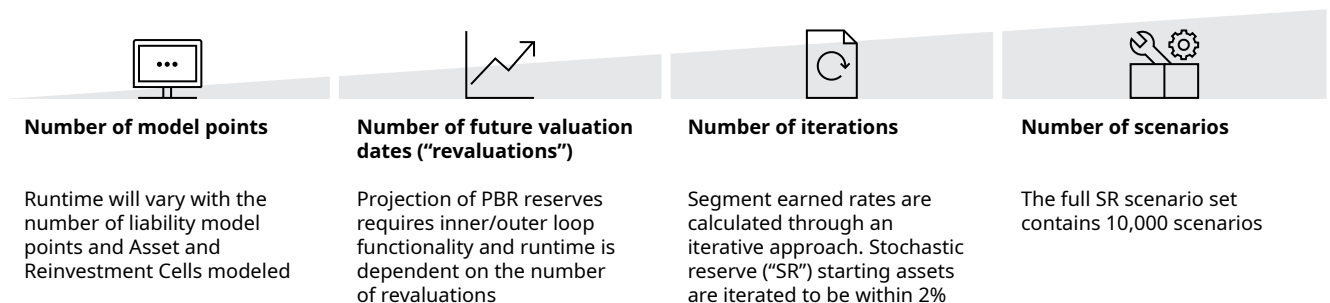 Number of model points
Runtime will vary with the
number of liability model
points and Asset and
Reinvestment Cells modeled
Number of future valuation
dates (“revaluations”)
Projection of PBR reserves
requires inner/outer loop
functionality and runtime is
dependent on the number
of revaluations
Number of iterations
Segment earned rates are
calculated through an
iterative approach. Stochastic
reserve (“SR”) starting assets
are iterated to be within 2%
Number of scenarios
The full SR scenario set
contains 10,000 scenarios